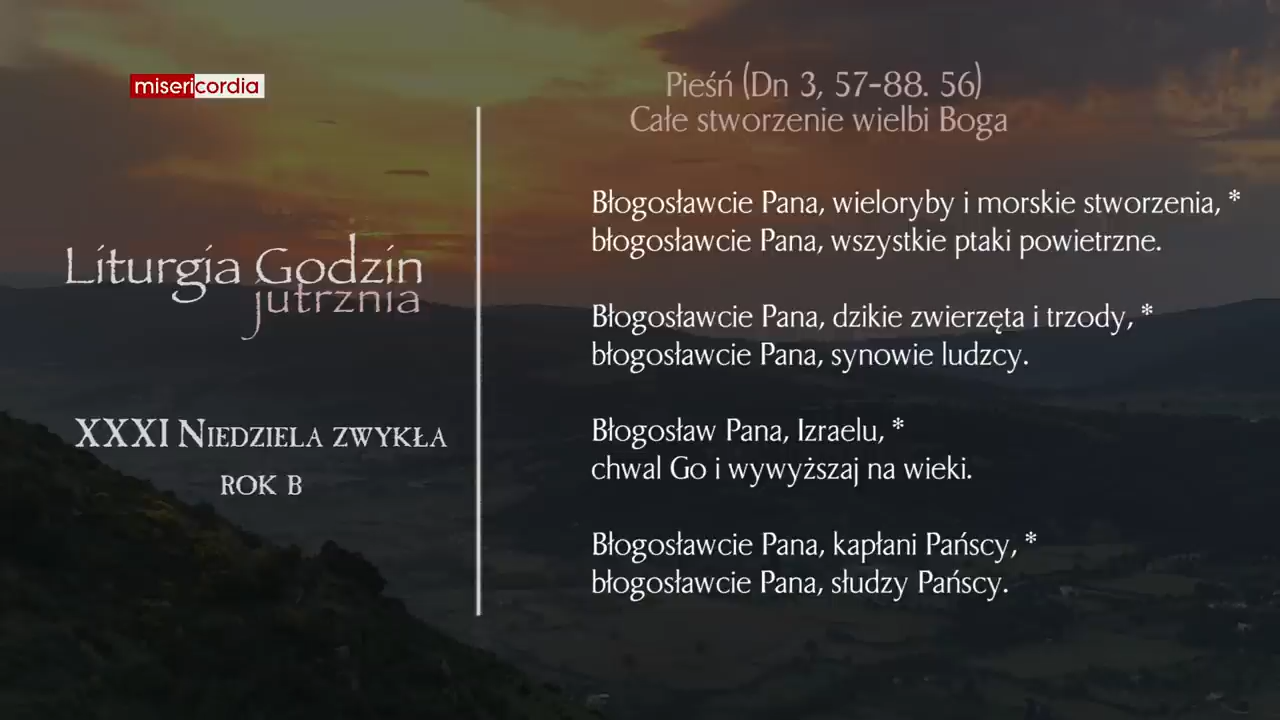 misericordia
Liturgia Godzin
jutrznia
XXXI Niedziela zwykła
rok B
Pieśń (Dn 3, 57-88. 56)
Całe stworzenie wielbi Boga
Błogosławcie Pana, wieloryby i morskie stworzenia, *
błogosławcie Pana, wszystkie ptaki powietrzne.
Błogosławcie Pana, dzikie zwierzęta i trzody, *
błogosławcie Pana, synowie ludzcy.
Błogosław Pana, Izraelu, *
chwal Go i wywyższaj na wieki.
Błogosławcie Pana, kapłani Pańscy, *
błogosławcie Pana, słudzy Pańscy.